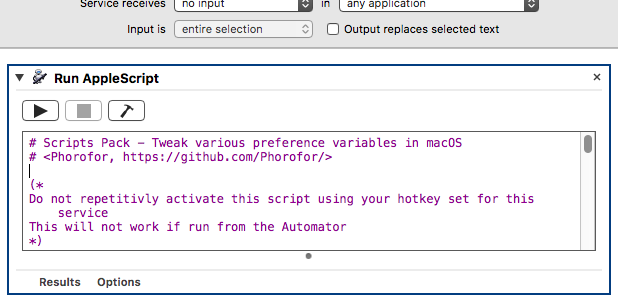 Service receives no input in any application
Input is entire selection Output replaces selected text
Run AppleScript
# Scripts Pack – Tweak various preference variables in macOS
# <Phorofor, https://github.com/Phorofor/>
(*
Do not repetitivly activate this script using your hotkey set for this
service
This will not work if run from the Automator
*)
Results Options